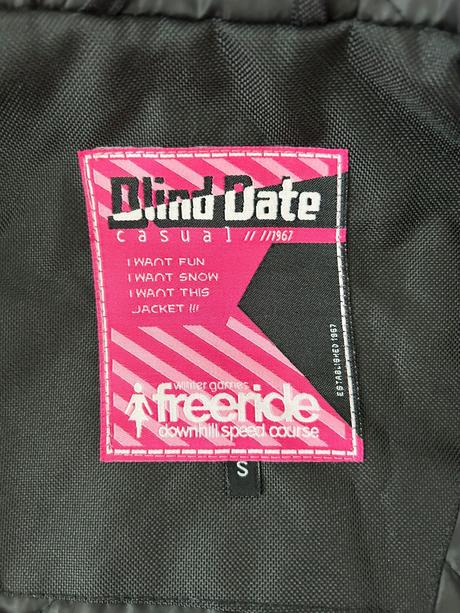 Blind Date
casual // //1967
I WANT FUN
I WANT SNOW
I WANT THIS
JACKET !!!
ESTABLISHED 1967
winter games
freeride
downhill.speed course
S